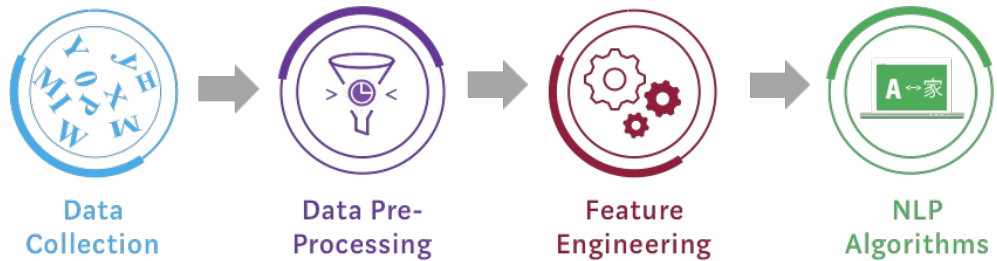 Y
y
H
M
O
X
I
P
W
M
> <
A↔家
Data
Collection
Data Pre-
Processing
Feature
Engineering
NLP
Algorithms